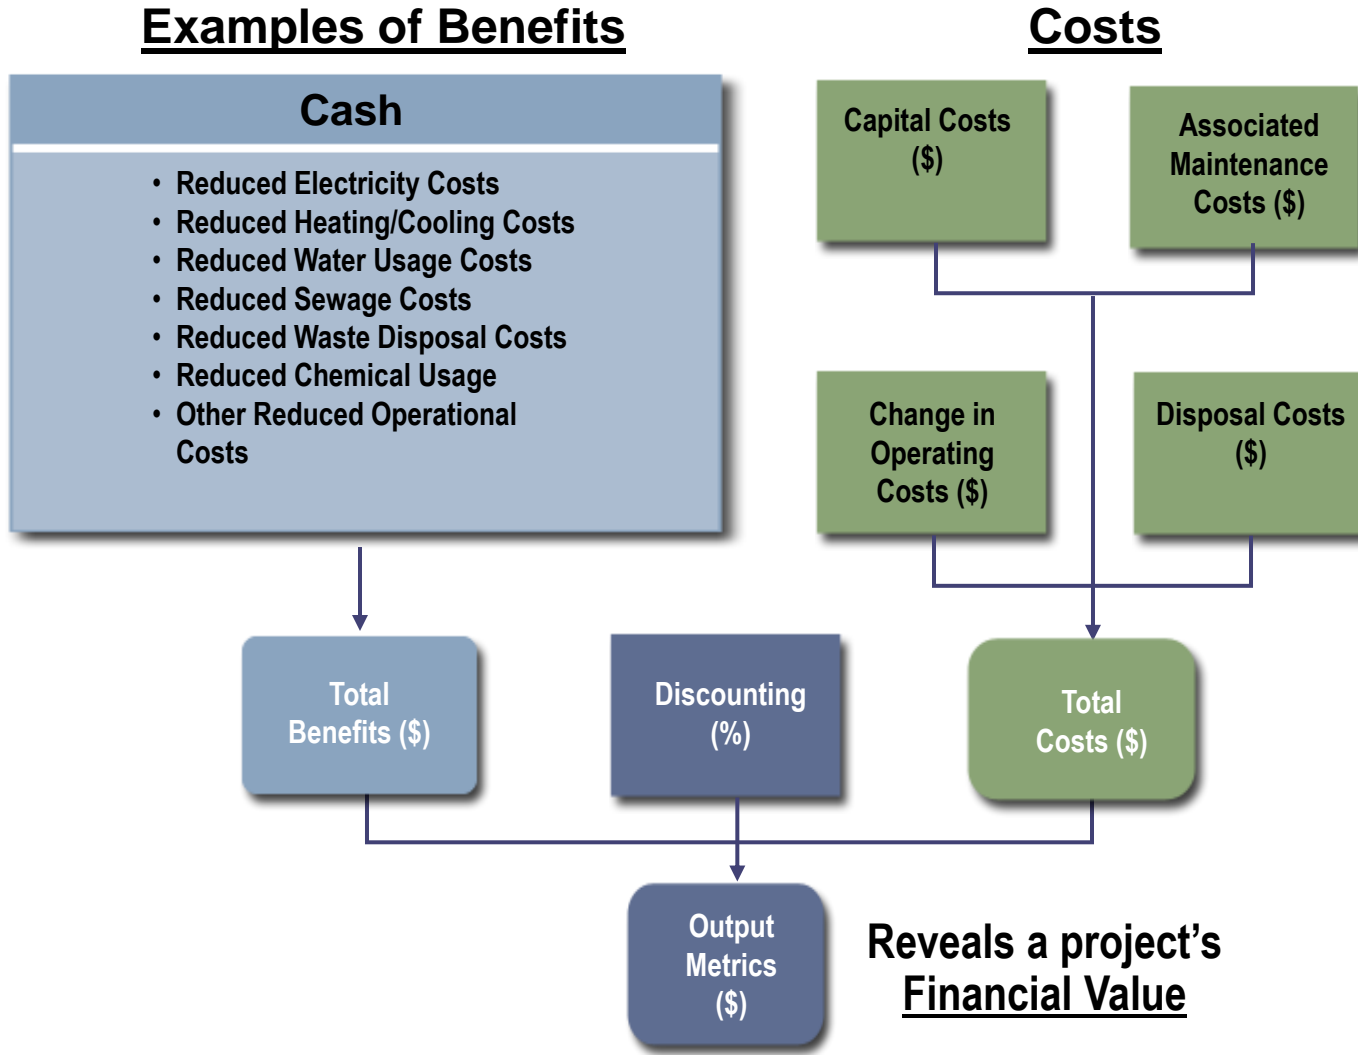 Examples of Benefits
Costs
Cash
• Reduced Electricity Costs
• Reduced Heating/Cooling Costs
• Reduced Water Usage Costs
• Reduced Sewage Costs
• Reduced Waste Disposal Costs
• Reduced Chemical Usage
• Other Reduced Operational
Costs
Capital Costs
($)
Associated
Maintenance
Costs ($)
Change in
Operating
Costs ($)
Disposal Costs
($)
Total
Benefits ($)
Discounting
(%)
Total
Costs ($)
Output
Metrics
($)
Reveals a project’s
Financial Value